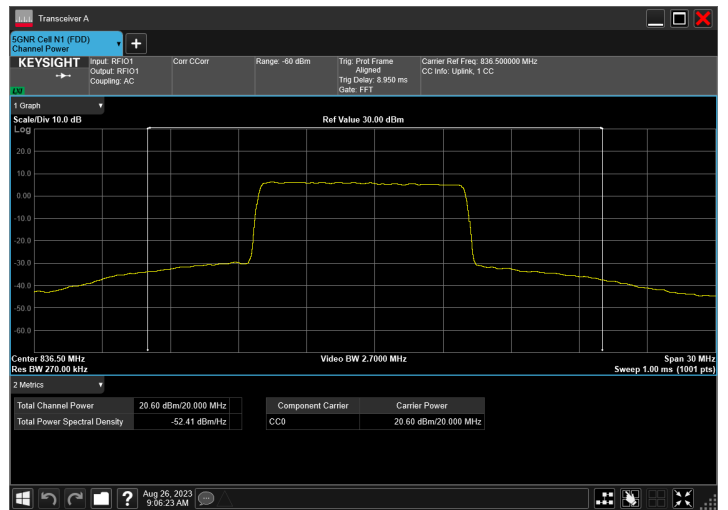 Transceiver A
5GNR Cell N1 (FDD)
Channel Power
KEYSIGHT
LXI
Input: RFIO1
Output: RFIO1
Coupling: AC
Corr CCorr
Range: -60 dBm
Trig: Prot Frame
Aligned
Trig Delay: 8.950 ms
Gate: FFT
Carrier Ref Freq: 836.500000 MHz
CC Info: Uplink, 1 CC
1 Graph
Scale/Div 10.0 dB
Ref Value 30.00 dBm
Log
20.0
10.0
0.00
-10.0
-20.0
-30.0
-40.0
-50.0
-60.0
Center 836.50 MHz
Video BW 2.7000 MHz
Span 30 MHz
Res BW 270.00 kHz
Sweep 1.00 ms (1001 pts)
2 Metrics
Total Channel Power 20.60 dBm/20.000 MHz
Total Power Spectral Density -52.41 dBm/Hz
Component Carrier Carrier Power
CC0 20.60 dBm/20.000 MHz
?
Aug 26, 2023
9:06:23 AM